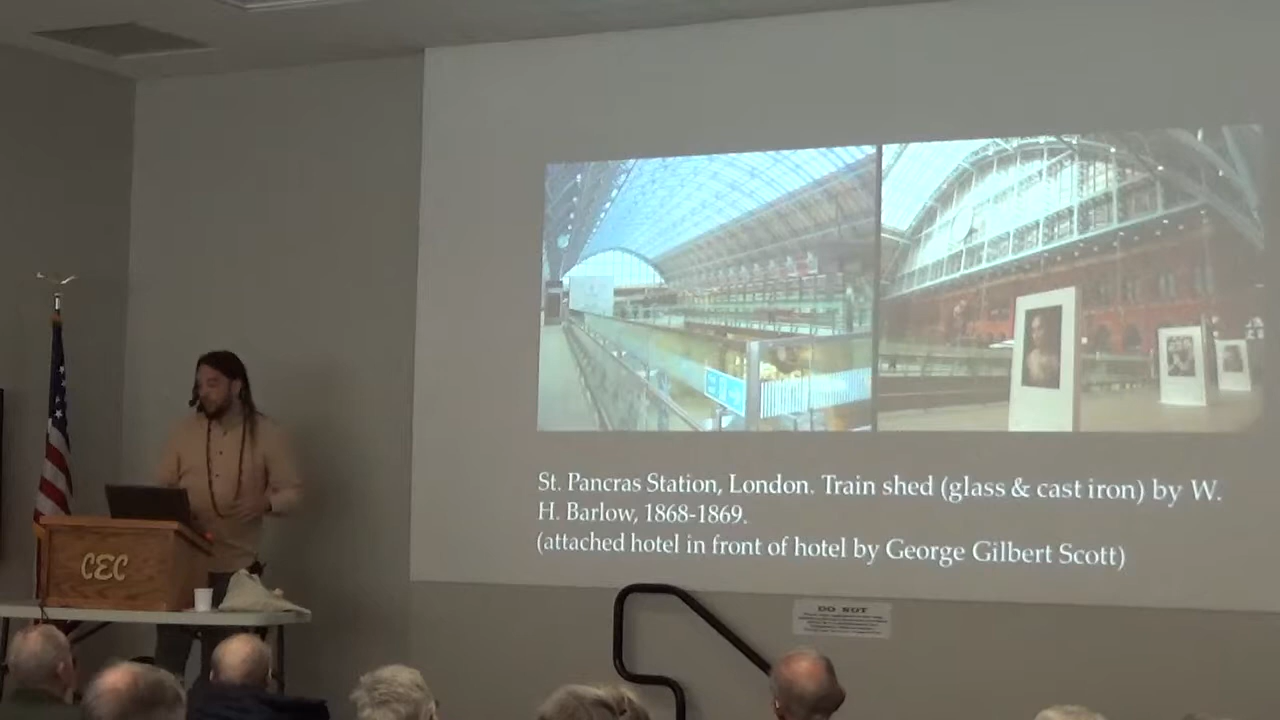 St. Pancras Station, London. Train shed (glass & cast iron) by W.
H. Barlow, 1868-1869.
(attached hotel in front of hotel by George Gilbert Scott)
CEC
DO NOT